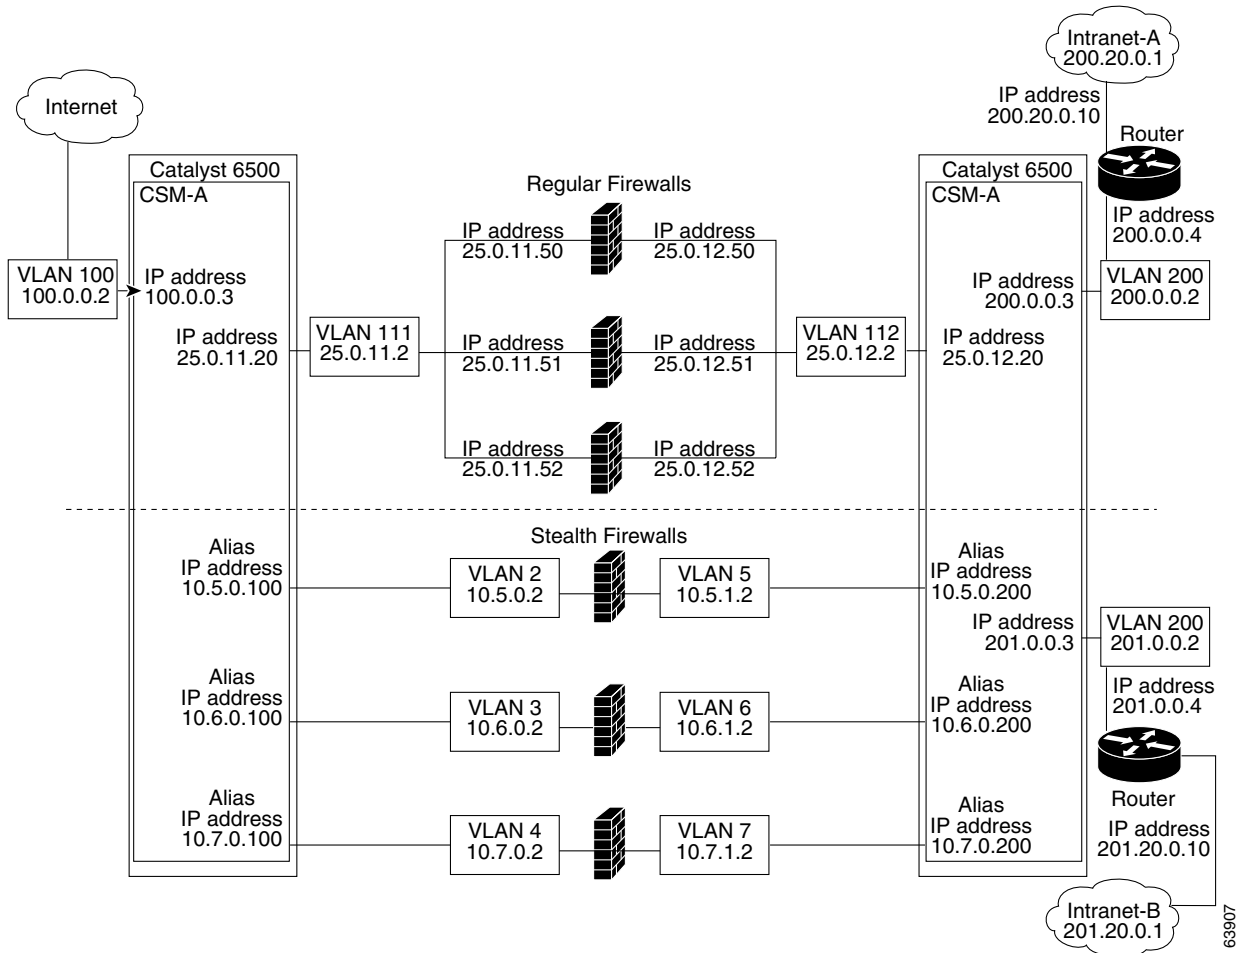 Intranet-A
200.20.0.1
Internet
IP address
200.20.0.10
Router
Catalyst 6500
CSM-A
Regular Firewalls
Catalyst 6500
CSM-A
IP address
200.0.0.4
IP address
25.0.11.50
IP address
25.0.12.50
VLAN 100
100.0.0.2
IP address
100.0.0.3
IP address
200.0.0.3
VLAN 200
200.0.0.2
IP address
25.0.11.20
VLAN 111
25.0.11.2
IP address
25.0.11.51
IP address
25.0.12.51
VLAN 112
25.0.12.2
IP address
25.0.12.20
IP address
25.0.11.52
IP address
25.0.12.52
Stealth Firewalls
Alias
IP address
10.5.0.100
VLAN 2
10.5.0.2
VLAN 5
10.5.1.2
Alias
IP address
10.5.0.200
IP address
201.0.0.3
VLAN 200
201.0.0.2
Alias
IP address
10.6.0.100
VLAN 3
10.6.0.2
VLAN 6
10.6.1.2
Alias
IP address
10.6.0.200
IP address
201.0.0.4
Router
Alias
IP address
10.7.0.100
VLAN 4
10.7.0.2
VLAN 7
10.7.1.2
Alias
IP address
10.7.0.200
IP address
201.20.0.10
Intranet-B
201.20.0.1
63907